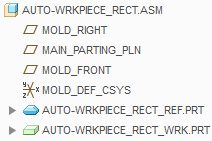 AUTO-WRKPIECE_RECT.ASM
MOLD_RIGHT
MAIN_PARTING_PLN
MOLD_FRONT
MOLD_DEF_CSYS
AUTO-WRKPIECE_RECT_REF.PRT
AUTO-WRKPIECE_RECT_WRK.PRT